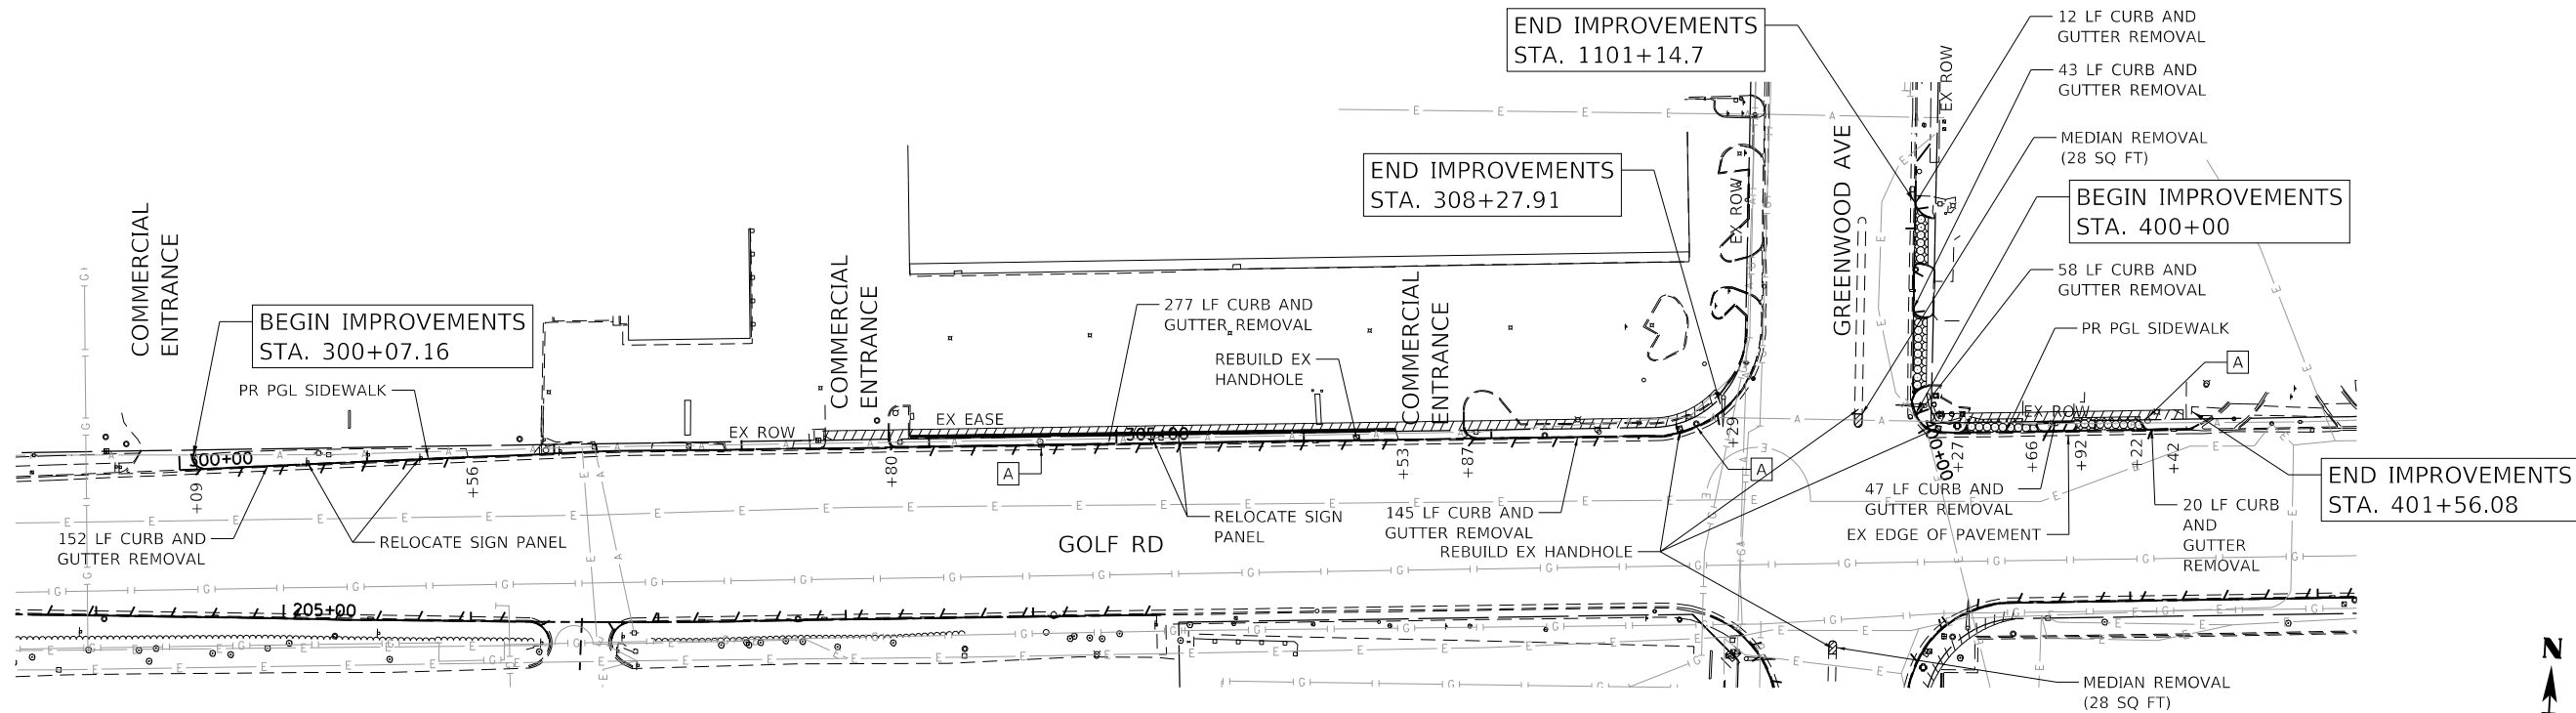 END IMPROVEMENTS
STA. 1101+14.7
12 LF CURB AND
GUTTER REMOVAL
43 LF CURB AND
GUTTER REMOVAL
EX ROW
MEDIAN REMOVAL
(28 SQ FT)
END IMPROVEMENTS
STA. 308+27.91
EX ROW
GREENWOOD AVE
BEGIN IMPROVEMENTS
STA. 400+00
COMMERCIAL
ENTRANCE
COMMERCIAL
ENTRANCE
COMMERCIAL
ENTRANCE
58 LF CURB AND
GUTTER REMOVAL
BEGIN IMPROVEMENTS
STA. 300+07.16
277 LF CURB AND
GUTTER REMOVAL
PR PGL SIDEWALK
REBUILD EX
HANDHOLE
A
PR PGL SIDEWALK
EX EASE
EX ROW
EX ROW
300+00
305+00
+09
+56
+80
A
+53
+87
+29
A
400+00
+27
+66
+92
+22
+42
END IMPROVEMENTS
STA. 401+56.08
152 LF CURB AND
GUTTER REMOVAL
RELOCATE SIGN PANEL
RELOCATE SIGN
PANEL
145 LF CURB AND
GUTTER REMOVAL
REBUILD EX HANDHOLE
47 LF CURB AND
GUTTER REMOVAL
EX EDGE OF PAVEMENT
20 LF CURB
AND
GUTTER
REMOVAL
GOLF RD
205+00
MEDIAN REMOVAL
(28 SQ FT)
N